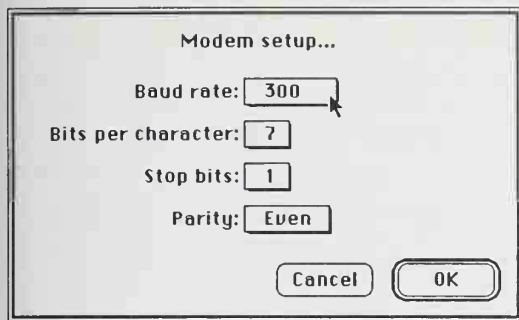 Modem setup...
Baud rate: 300
Bits per character: 7
Stop bits: 1
Parity: Even
Cancel OK